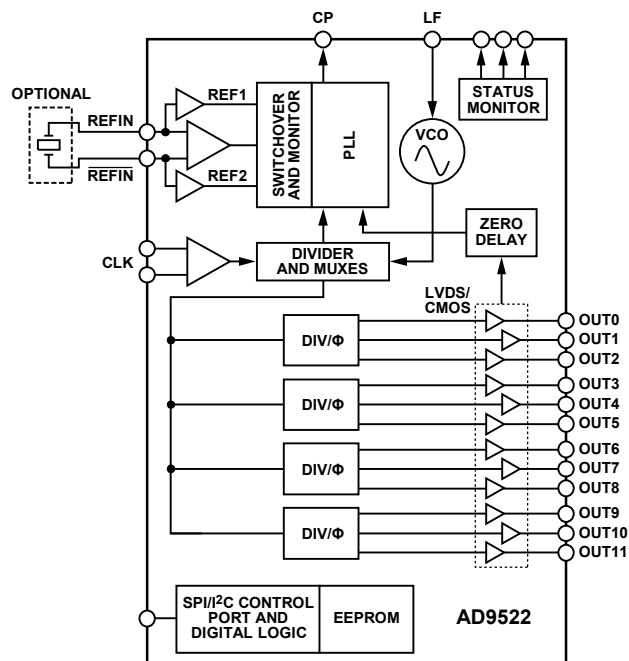 CP
LF
OPTIONAL
REFIN
REFIN
REF1
REF2
SWITCHOVER
AND MONITOR
PLL
VCO
STATUS
MONITOR
ZERO
DELAY
CLK
DIVIDER
AND MUXES
LVDS/
CMOS
DIV/Φ
DIV/Φ
DIV/Φ
DIV/Φ
OUT0
OUT1
OUT2
OUT3
OUT4
OUT5
OUT6
OUT7
OUT8
OUT9
OUT10
OUT11
SPI/I²C CONTROL
PORT AND
DIGITAL LOGIC
EEPROM
AD9522